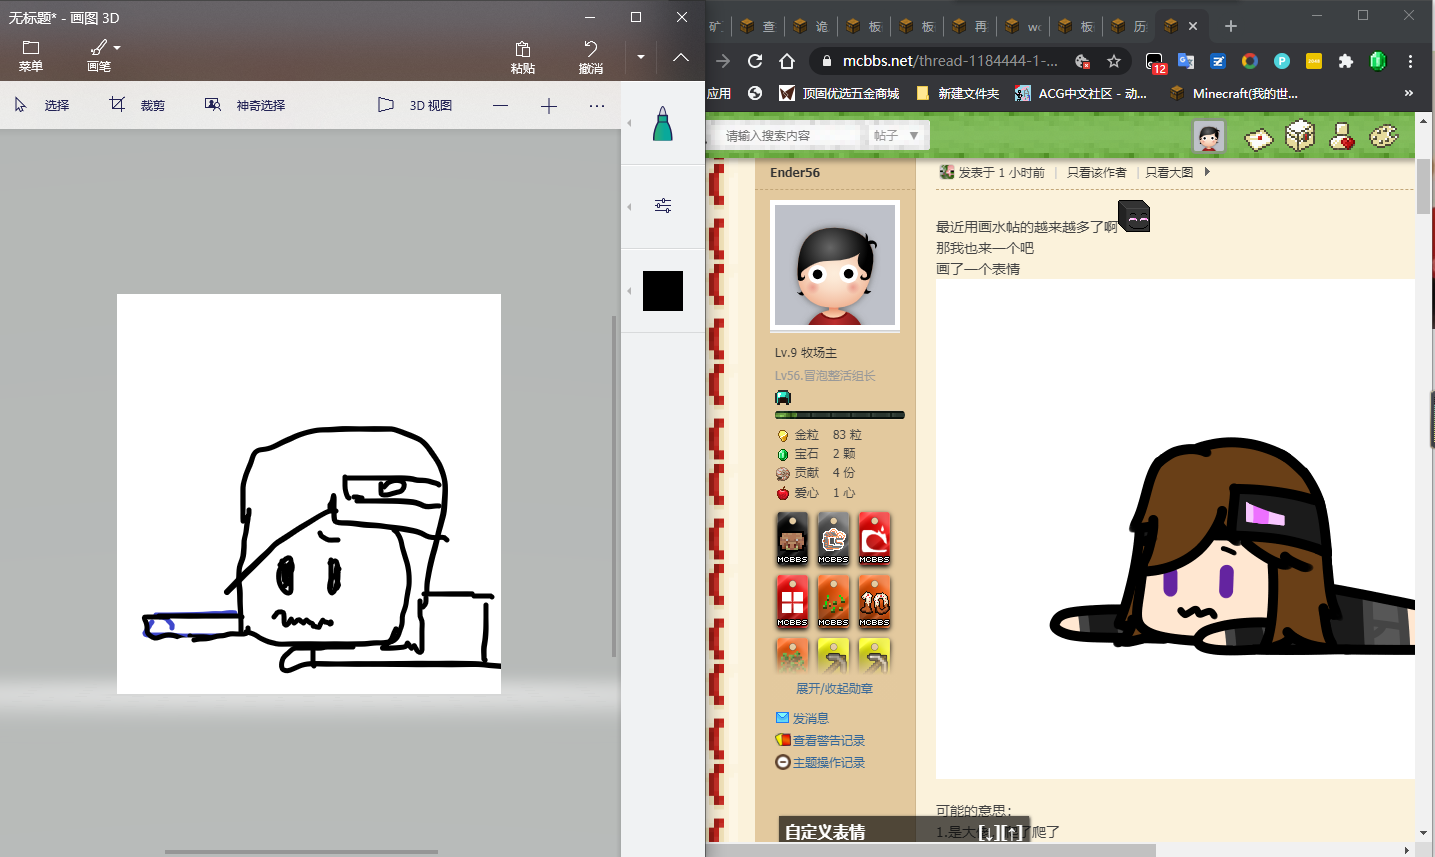 无标题* - 画图 3D
菜单
画笔
粘贴
撤消
选择
裁剪
神奇选择
3D 视图
矿
查
诡
板
板
再
wc
板
历
mcbbs.net/thread-1184444-1-...
12
应用
顶固优选五金商城
新建文件夹
ACG中文社区 - 动...
Minecraft(我的世...
»
请输入搜索内容
帖子
Ender56
发表于 1 小时前
只看该作者
只看大图
最近用画水帖的越来越多了啊
那我也来一个吧
画了一个表情
Lv.9 牧场主
Lv56.冒泡整活组长
金粒 83 粒
宝石 2 颗
贡献 4 份
爱心 1 心
MCBBS
MCBBS
MCBBS
MCBBS
MCBBS
10
MCBBS
展开/收起勋章
发消息
查看警告记录
主题操作记录
可能的意思：
1.是大
了爬了
自定义表情
[↓][↑]